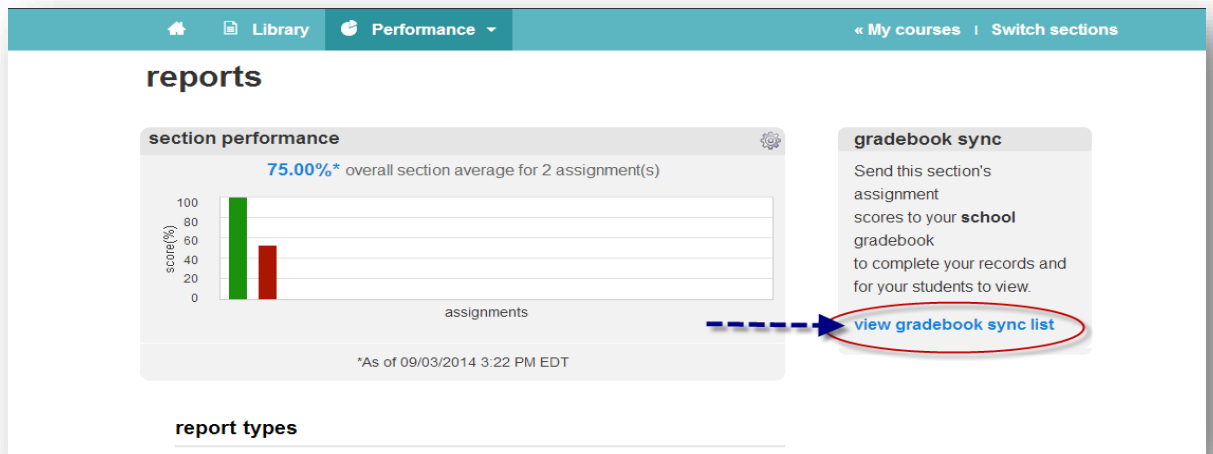 Library Performance « My courses | Switch sections
reports
section performance
75.00%* overall section average for 2 assignment(s)
score(%)
100
80
60
40
20
0
assignments
*As of 09/03/2014 3:22 PM EDT
gradebook sync
Send this section's
assignment
scores to your school
gradebook
to complete your records and
for your students to view.
view gradebook sync list
report types